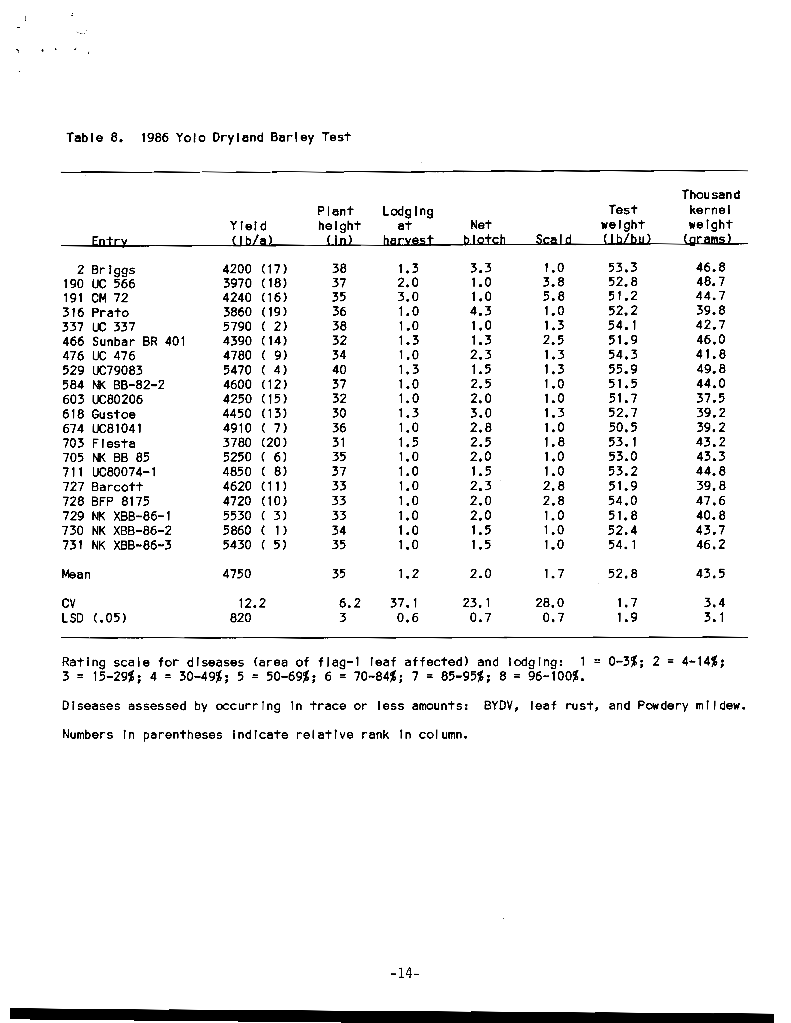 Table 8. 1986 Yolo Dryland Barley Test
Thousand
Plant Lodging Test kernel
Yield height at Net weight weight
Entry (lb/a) (in) harvest blotch Scald (lb/bu) (grams)
2 Briggs 4200 (17) 38 1.3 3.3 1.0 53.3 46.8
190 UC 566 3970 (18) 37 2.0 1.0 3.8 52.8 48.7
191 CM 72 4240 (16) 35 3.0 1.0 5.8 51.2 44.7
316 Prato 3860 (19) 36 1.0 4.3 1.0 52.2 39.8
337 UC 337 5790 ( 2) 38 1.0 1.0 1.3 54.1 42.7
466 Sunbar BR 401 4390 (14) 32 1.3 1.3 2.5 51.9 46.0
476 UC 476 4780 ( 9) 34 1.0 2.3 1.3 54.3 41.8
529 UC79083 5470 ( 4) 40 1.3 1.5 1.3 55.9 49.8
584 NK BB-82-2 4600 (12) 37 1.0 2.5 1.0 51.5 44.0
603 UC80206 4250 (15) 32 1.0 2.0 1.0 51.7 37.5
618 Gustoe 4450 (13) 30 1.3 3.0 1.3 52.7 39.2
674 UC81041 4910 ( 7) 36 1.0 2.8 1.0 50.5 39.2
703 Fiesta 3780 (20) 31 1.5 2.5 1.8 53.1 43.2
705 NK BB 85 5250 ( 6) 35 1.0 2.0 1.0 53.0 43.3
711 UC80074-1 4850 ( 8) 37 1.0 1.5 1.0 53.2 44.8
727 Barcott 4620 (11) 33 1.0 2.3 2.8 51.9 39.8
728 BFP 8175 4720 (10) 33 1.0 2.0 2.8 54.0 47.6
729 NK XBB-86-1 5530 ( 3) 33 1.0 2.0 1.0 51.8 40.8
730 NK XBB-86-2 5860 ( 1) 34 1.0 1.5 1.0 52.4 43.7
731 NK XBB-86-3 5430 ( 5) 35 1.0 1.5 1.0 54.1 46.2
Mean 4750 35 1.2 2.0 1.7 52.8 43.5
CV 12.2 6.2 37.1 23.1 28.0 1.7 3.4
LSD (.05) 820 3 0.6 0.7 0.7 1.9 3.1
Rating scale for diseases (area of flag-1 leaf affected) and lodging: 1 = 0-3%; 2 = 4-14%;
3 = 15-29%; 4 = 30-49%; 5 = 50-69%; 6 = 70-84%; 7 = 85-95%; 8 = 96-100%.
Diseases assessed by occurring in trace or less amounts: BYDV, leaf rust, and Powdery mildew.
Numbers in parentheses indicate relative rank in column.
-14-